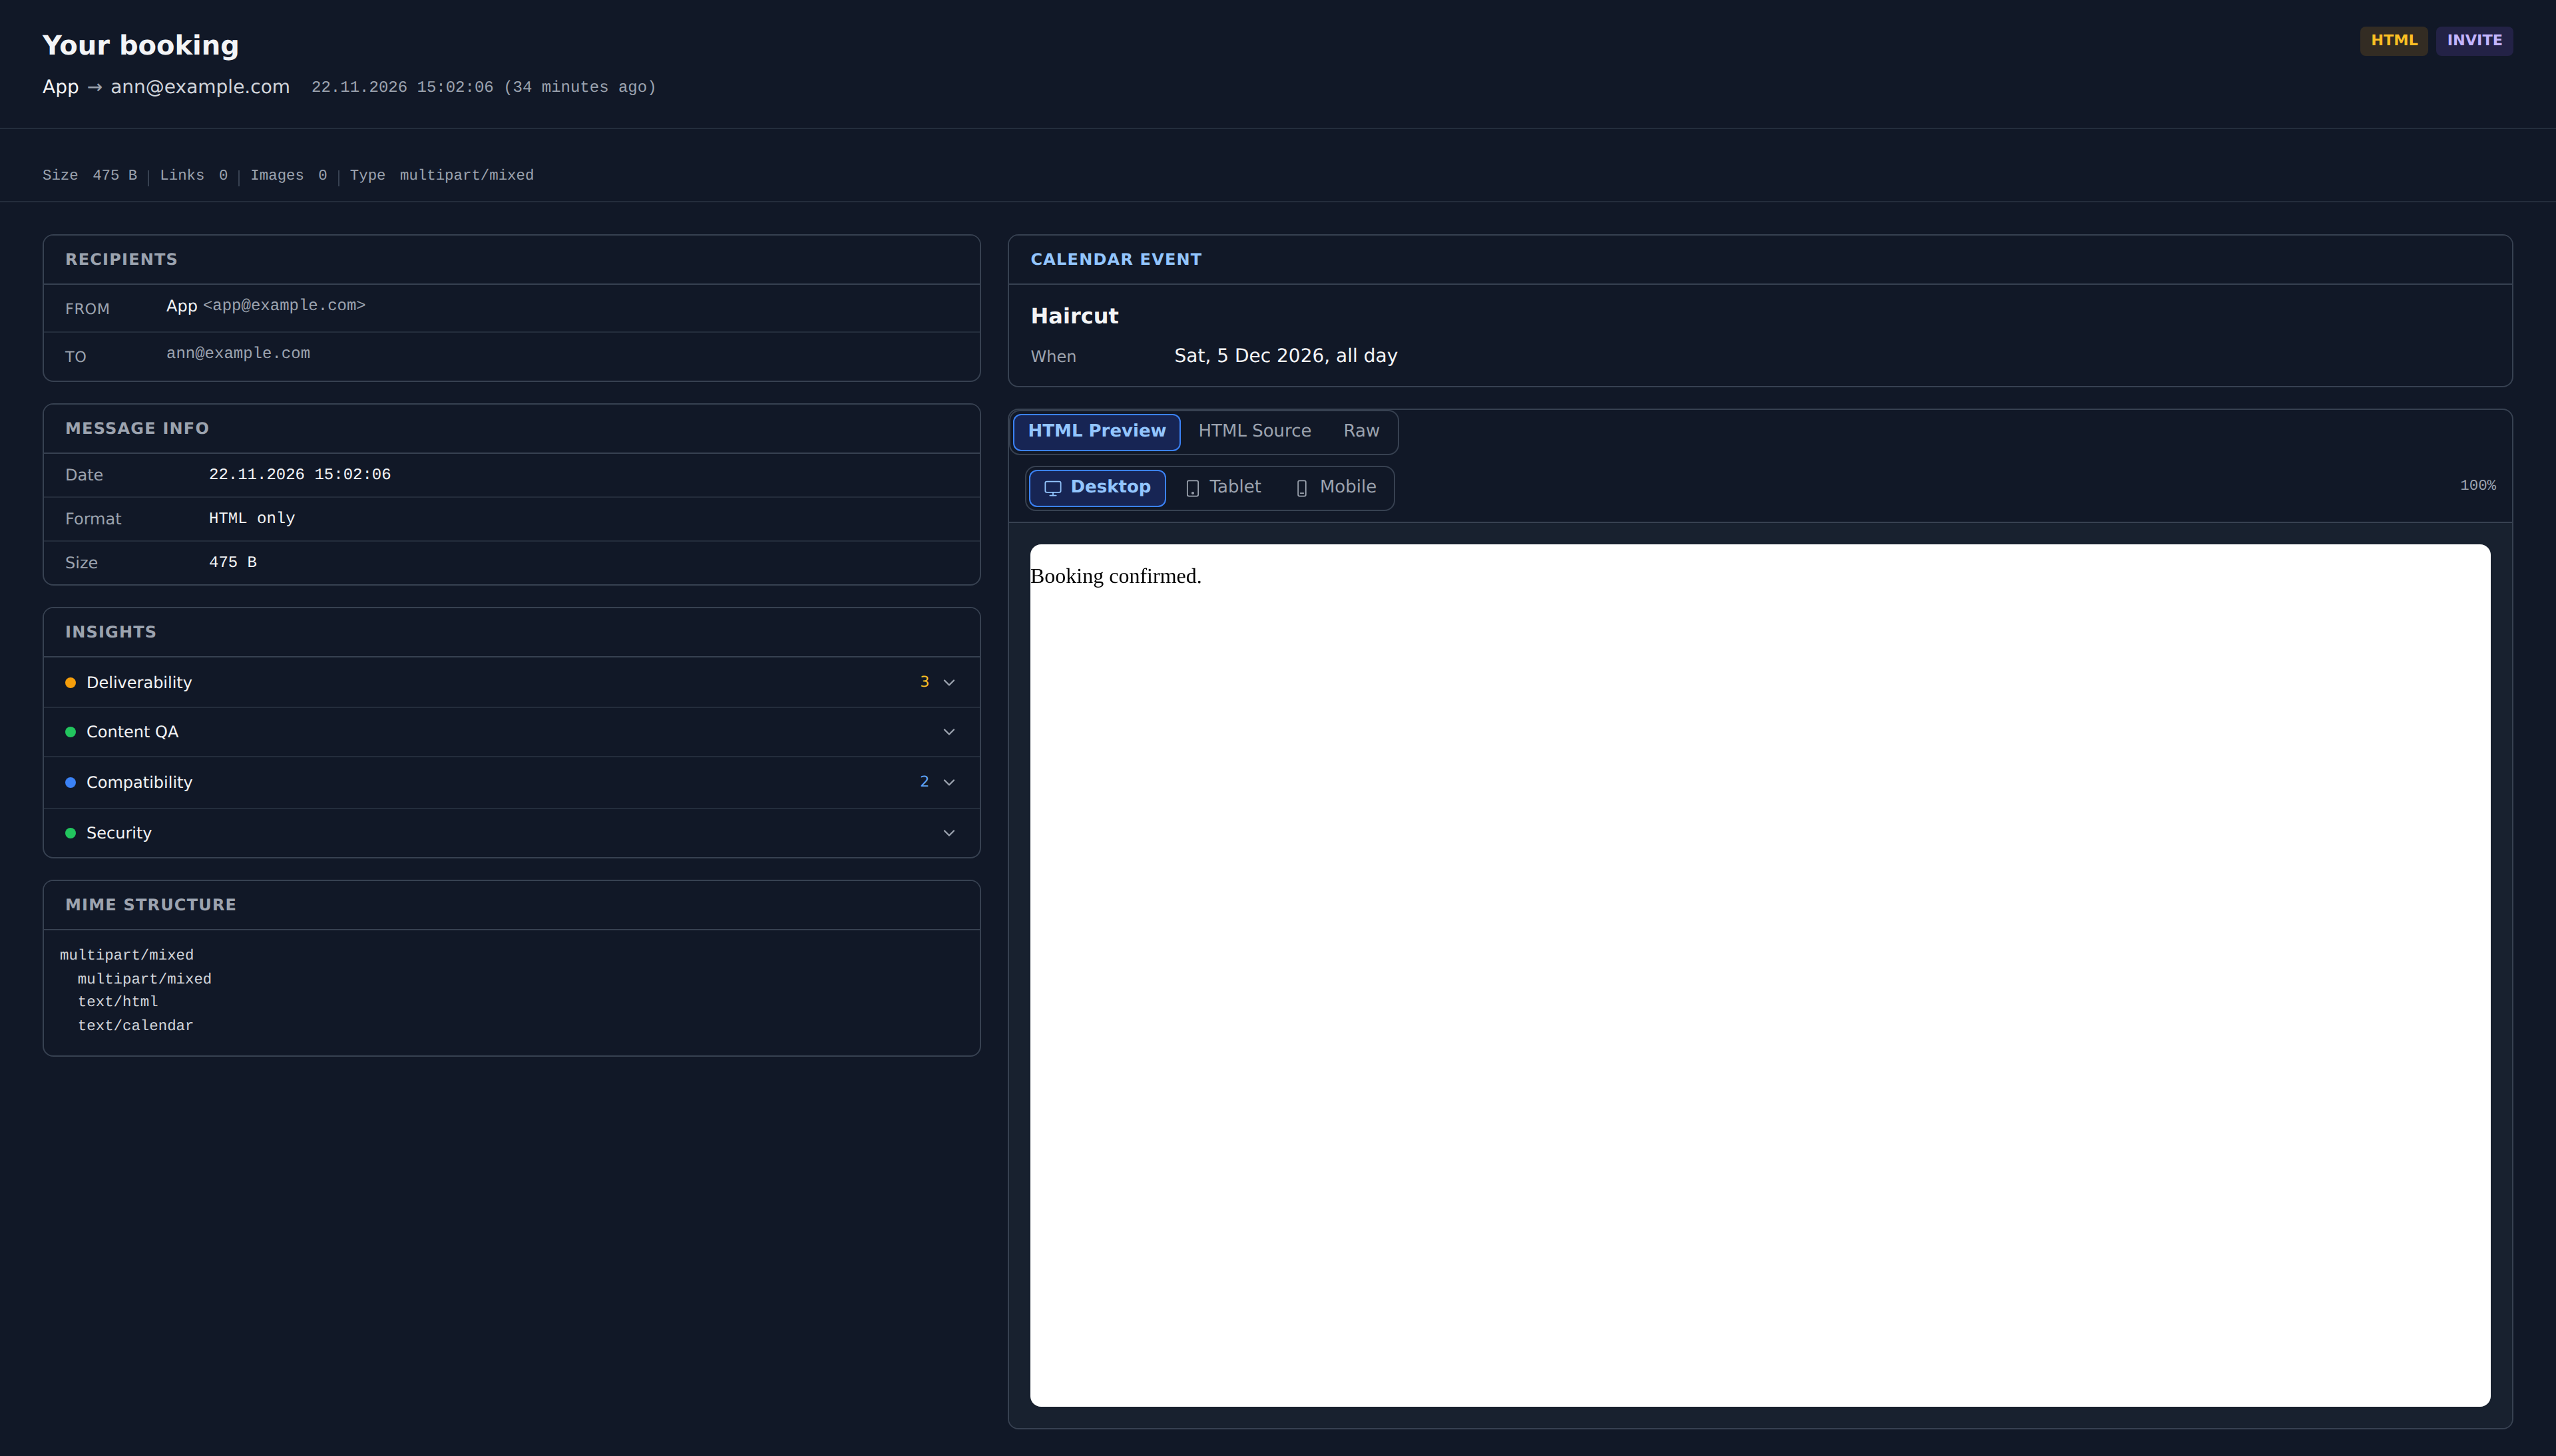 Your booking
HTML INVITE
App → ann@example.com 22.11.2026 15:02:06 (34 minutes ago)
Size 475 B | Links 0 | Images 0 | Type multipart/mixed
RECIPIENTS
FROM App <app@example.com>
TO ann@example.com
MESSAGE INFO
Date 22.11.2026 15:02:06
Format HTML only
Size 475 B
INSIGHTS
Deliverability 3
Content QA
Compatibility 2
Security
MIME STRUCTURE
multipart/mixed
multipart/mixed
text/html
text/calendar
CALENDAR EVENT
Haircut
When Sat, 5 Dec 2026, all day
HTML Preview HTML Source Raw
Desktop Tablet Mobile 100%
Booking confirmed.